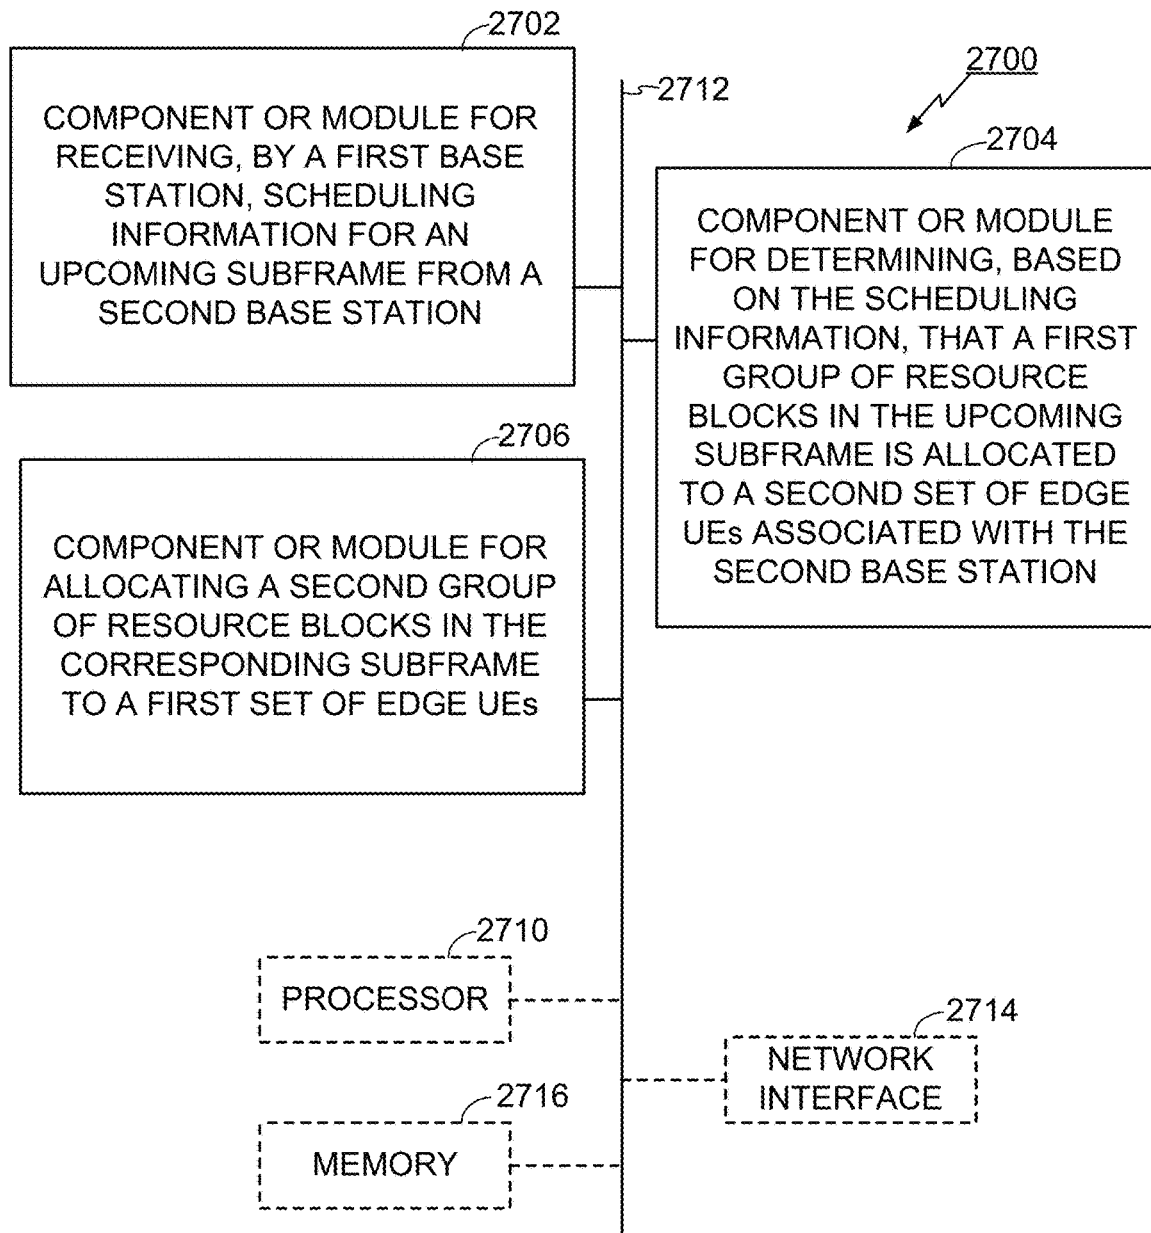 2702
COMPONENT OR MODULE FOR
RECEIVING, BY A FIRST BASE
STATION, SCHEDULING
INFORMATION FOR AN
UPCOMING SUBFRAME FROM A
SECOND BASE STATION
2712
2700
2704
COMPONENT OR MODULE
FOR DETERMINING, BASED
ON THE SCHEDULING
INFORMATION, THAT A FIRST
GROUP OF RESOURCE
BLOCKS IN THE UPCOMING
SUBFRAME IS ALLOCATED
TO A SECOND SET OF EDGE
UEs ASSOCIATED WITH THE
SECOND BASE STATION
2706
COMPONENT OR MODULE FOR
ALLOCATING A SECOND GROUP
OF RESOURCE BLOCKS IN THE
CORRESPONDING SUBFRAME
TO A FIRST SET OF EDGE UEs
2710
PROCESSOR
2714
NETWORK
INTERFACE
2716
MEMORY